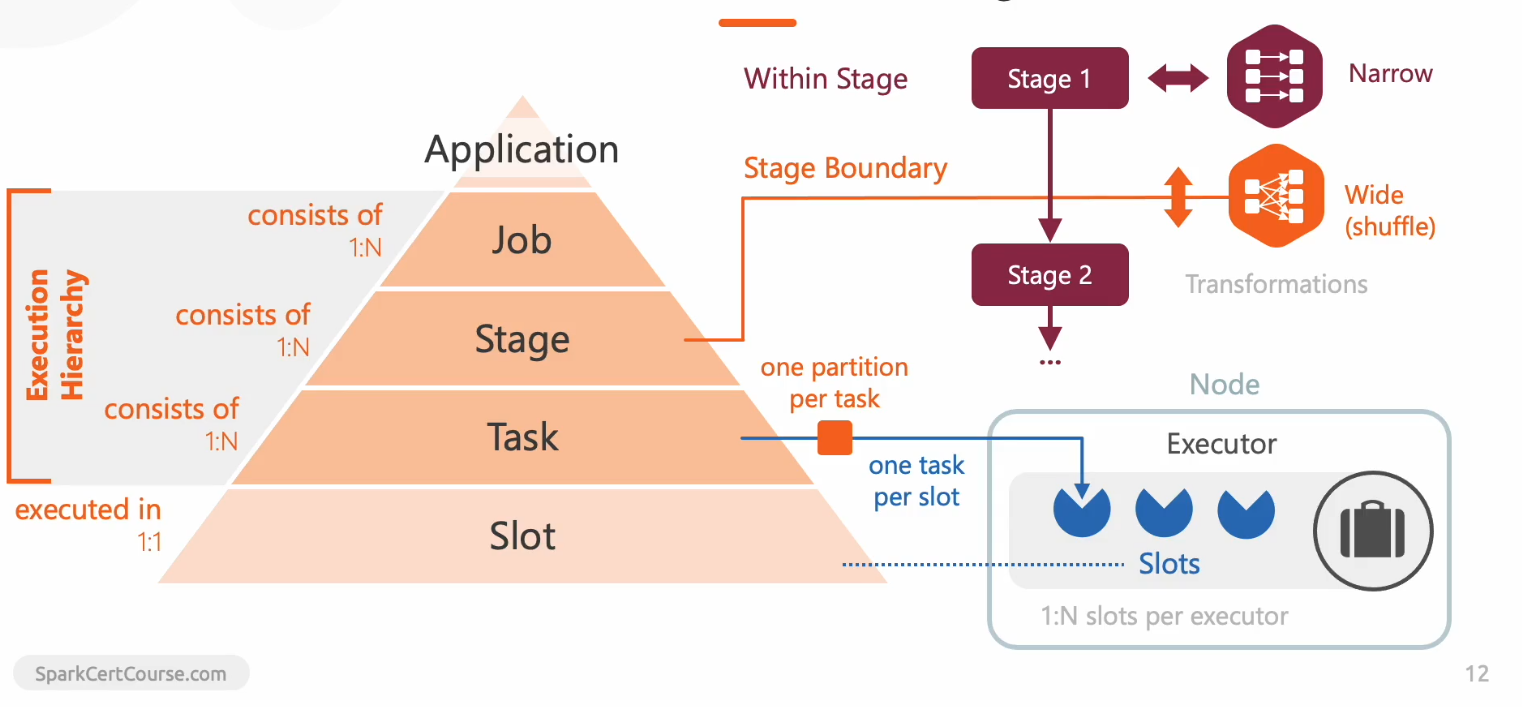 Within Stage
Stage 1
Narrow
Application
Stage Boundary
Wide
(shuffle)
Execution
Hierarchy
consists of
1:N
Job
Stage 2
Transformations
consists of
1:N
Stage
...
one partition
per task
Node
consists of
1:N
Task
Executor
one task
per slot
executed in
1:1
Slot
Slots
1:N slots per executor
SparkCertCourse.com
12